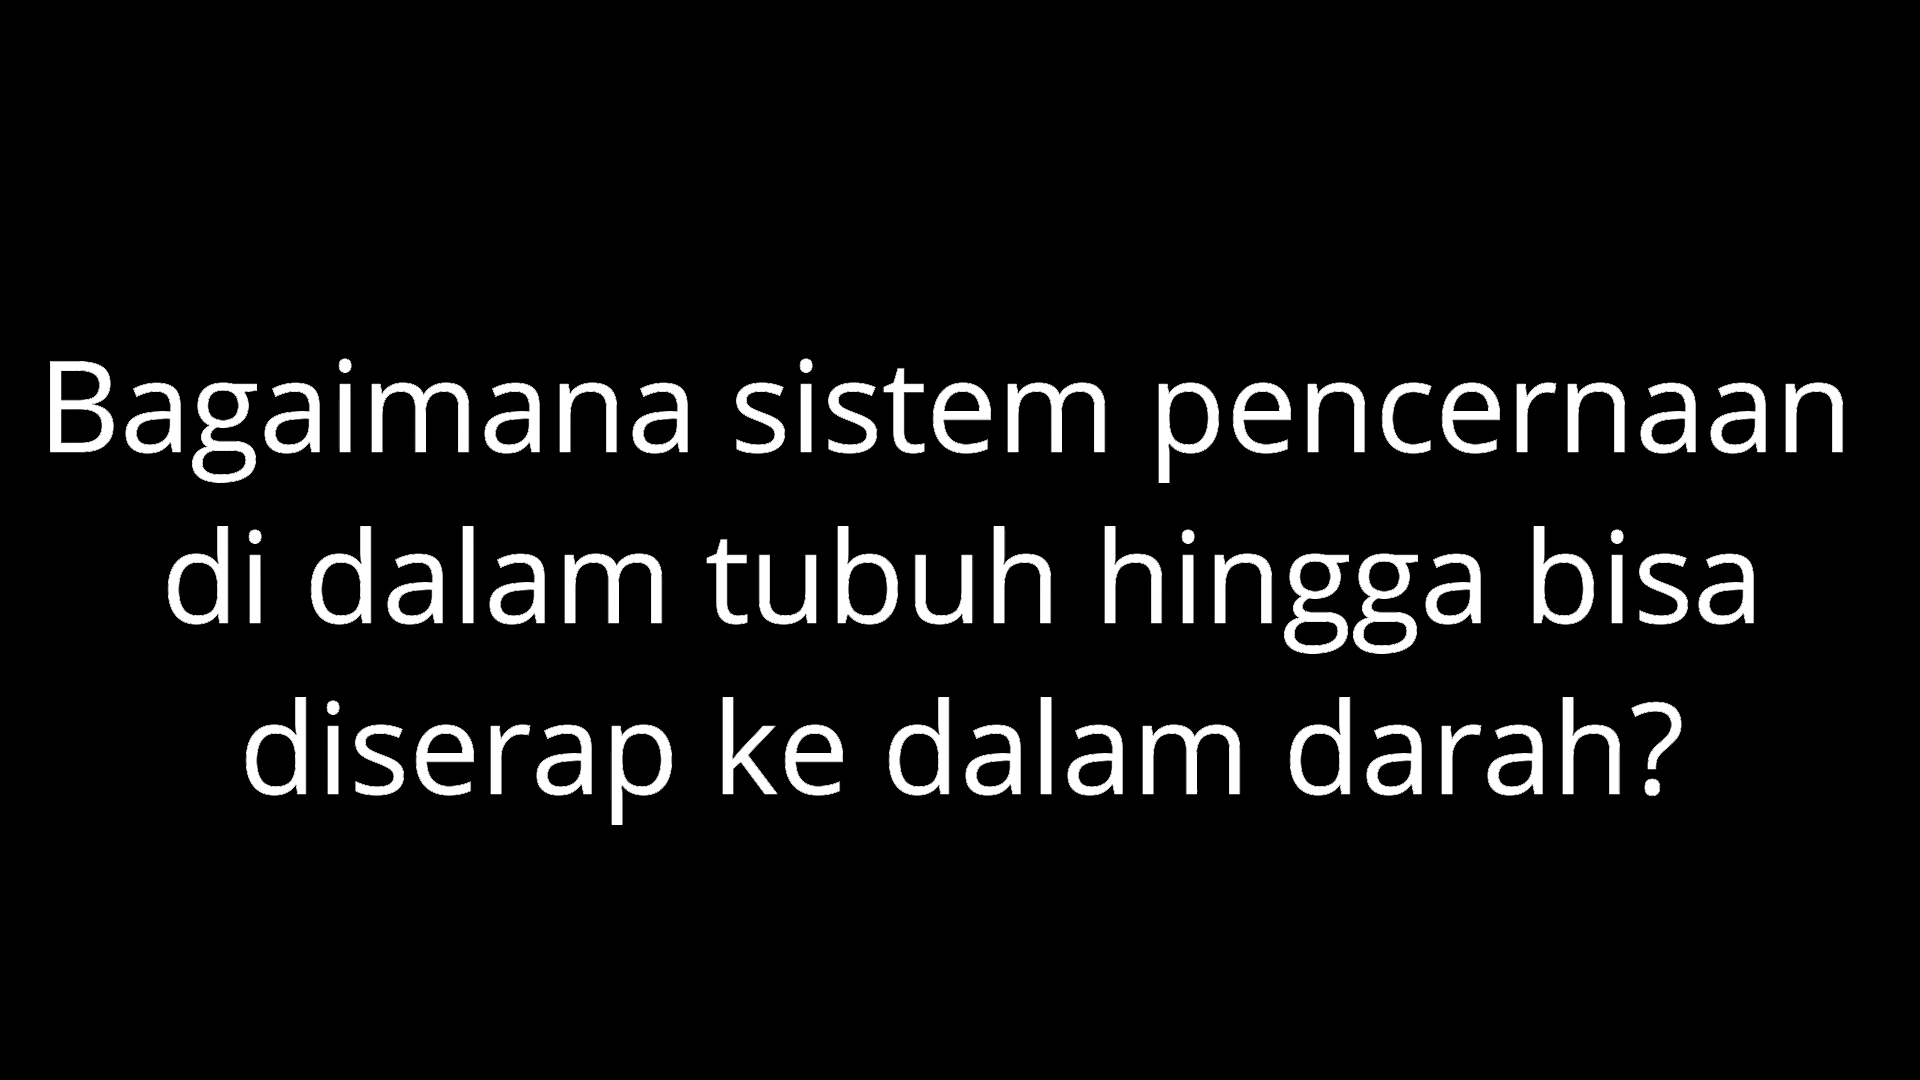 Bagaimana sistem pencernaan
di dalam tubuh hingga bisa
diserap ke dalam darah?